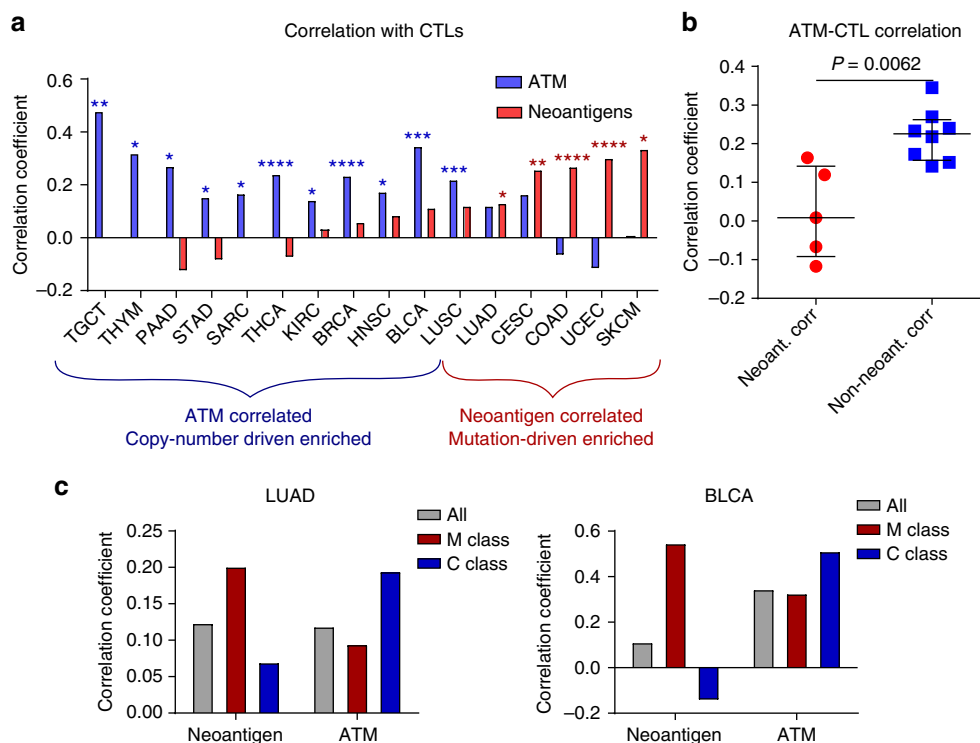 a
Correlation with CTLs
Correlation coefficient
0.6
0.4
0.2
0.0
−0.2
ATM
Neoantigens
** * * * * **** * **** * *** *** * ** **** **** *
TGCT THYM PAAD STAD SARC THCA KIRC BRCA HNSC BLCA LUSC LUAD CESC COAD UCEC SKCM
ATM correlated
Copy-number driven enriched
Neoantigen correlated
Mutation-driven enriched
b
ATM-CTL correlation
P = 0.0062
Correlation coefficient
0.4
0.3
0.2
0.1
0.0
−0.1
−0.2
Neoant. corr
Non-neoant. corr
c
LUAD
Correlation coefficient
0.25
0.20
0.15
0.10
0.05
0.00
All
M class
C class
Neoantigen ATM
BLCA
Correlation coefficient
0.6
0.4
0.2
0.0
−0.2
All
M class
C class
Neoantigen ATM